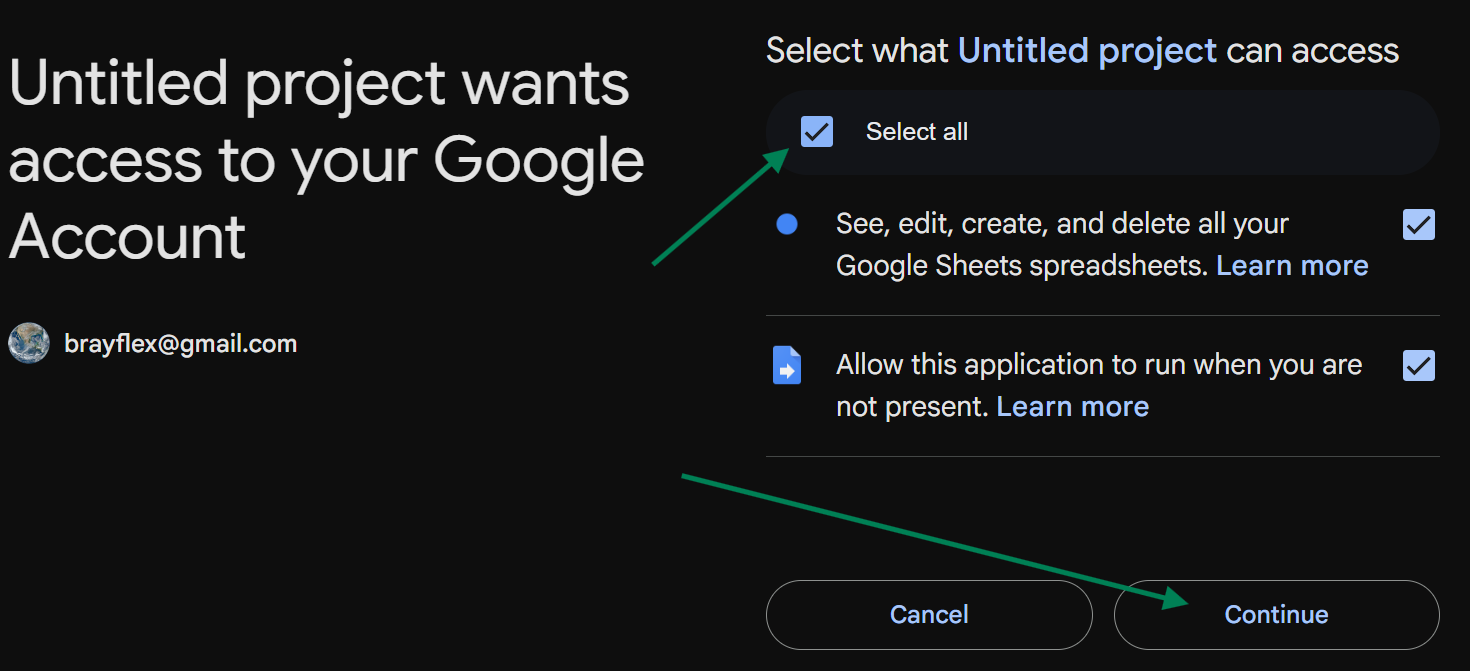 Untitled project wants
access to your Google
Account
brayflex@gmail.com
Select what Untitled project can access
Select all
See, edit, create, and delete all your
Google Sheets spreadsheets. Learn more
Allow this application to run when you are
not present. Learn more
Cancel
Continue